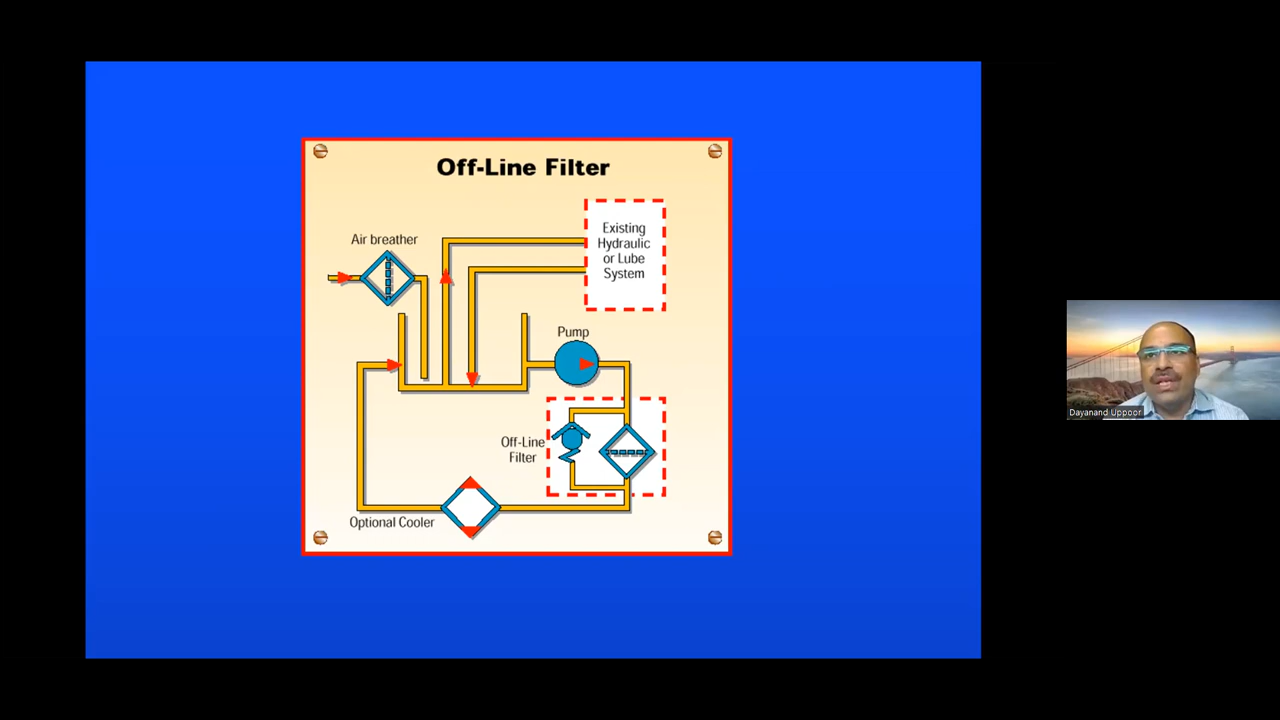 Off-Line Filter
Air breather
Existing
Hydraulic
or Lube
System
Pump
Off-Line
Filter
Optional Cooler
Dayanand Uppoor